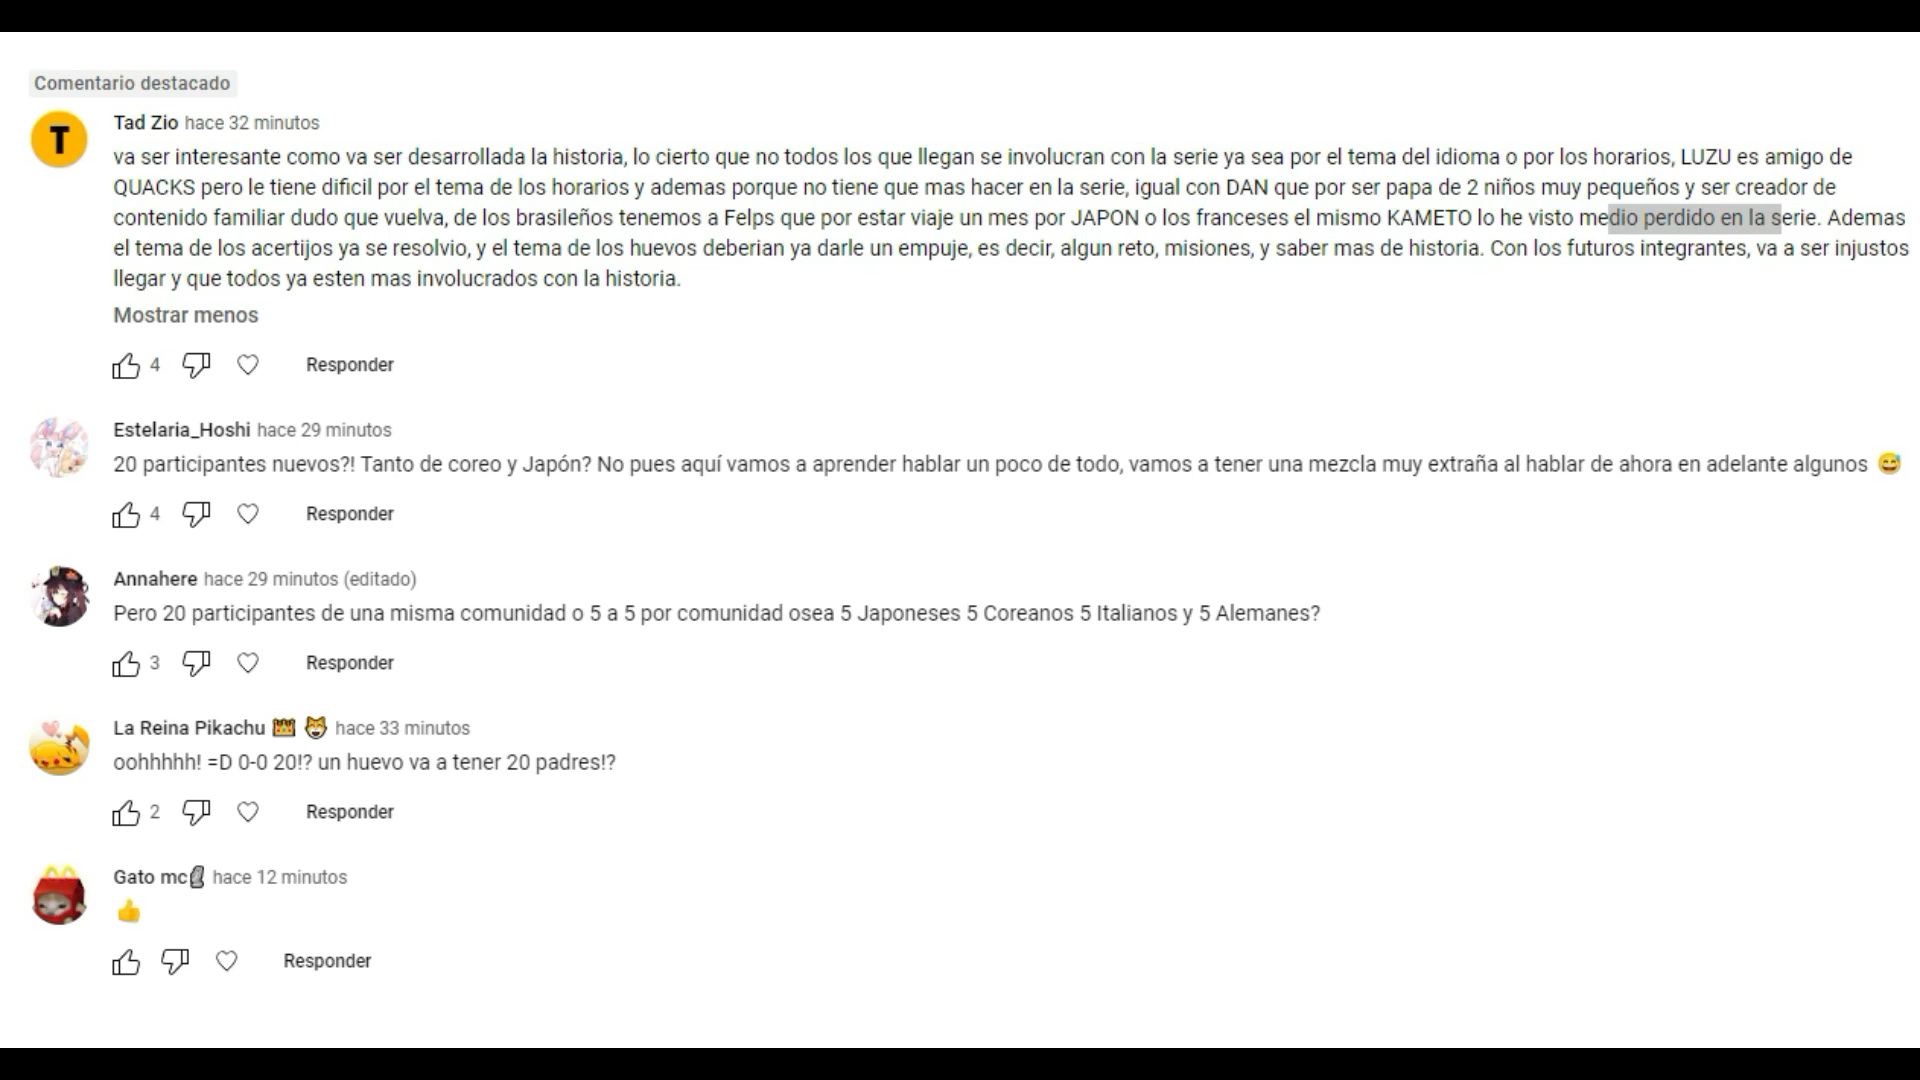 Comentario destacado
T
Tad Zio hace 32 minutos
va ser interesante como va ser desarrollada la historia, lo cierto que no todos los que llegan se involucran con la serie ya sea por el tema del idioma o por los horarios, LUZU es amigo de
QUACKS pero le tiene dificil por el tema de los horarios y ademas porque no tiene que mas hacer en la serie, igual con DAN que por ser papa de 2 niños muy pequeños y ser creador de
contenido familiar dudo que vuelva, de los brasileños tenemos a Felps que por estar viaje un mes por JAPON o los franceses el mismo KAMETO lo he visto medio perdido en la serie. Ademas
el tema de los acertijos ya se resolvio, y el tema de los huevos deberian ya darle un empuje, es decir, algun reto, misiones, y saber mas de historia. Con los futuros integrantes, va a ser injustos
llegar y que todos ya esten mas involucrados con la historia.
Mostrar menos
4 Responder
Estelaria_Hoshi hace 29 minutos
20 participantes nuevos?! Tanto de coreo y Japón? No pues aquí vamos a aprender hablar un poco de todo, vamos a tener una mezcla muy extraña al hablar de ahora en adelante algunos 😅
4 Responder
Annahere hace 29 minutos (editado)
Pero 20 participantes de una misma comunidad o 5 a 5 por comunidad osea 5 Japoneses 5 Coreanos 5 Italianos y 5 Alemanes?
3 Responder
La Reina Pikachu 👑 😸 hace 33 minutos
oohhhhh! =D 0-0 20!? un huevo va a tener 20 padres!?
2 Responder
Gato mc🗿 hace 12 minutos
👍
Responder